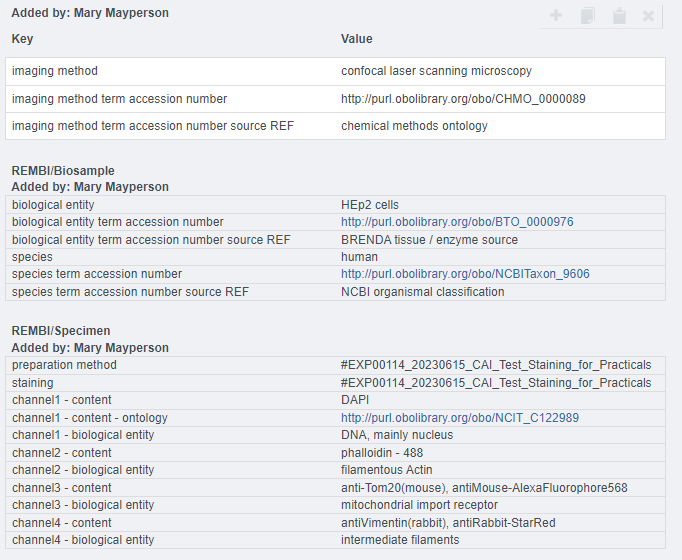 Added by: Mary Mayperson
Key Value
imaging method confocal laser scanning microscopy
imaging method term accession number http://purl.obolibrary.org/obo/CHMO_0000089
imaging method term accession number source REF chemical methods ontology
REMBI/Biosample
Added by: Mary Mayperson
biological entity HEp2 cells
biological entity term accession number http://purl.obolibrary.org/obo/BTO_0000976
biological entity term accession number source REF BRENDA tissue / enzyme source
species human
species term accession number http://purl.obolibrary.org/obo/NCBITaxon_9606
species term accession number source REF NCBI organismal classification
REMBI/Specimen
Added by: Mary Mayperson
preparation method #EXP00114_20230615_CAI_Test_Staining_for_Practicals
staining #EXP00114_20230615_CAI_Test_Staining_for_Practicals
channel1 - content DAPI
channel1 - content - ontology http://purl.obolibrary.org/obo/NCIT_C122989
channel1 - biological entity DNA, mainly nucleus
channel2 - content phalloidin - 488
channel2 - biological entity filamentous Actin
channel3 - content anti-Tom20(mouse), antiMouse-AlexaFluorophore568
channel3 - biological entity mitochondrial import receptor
channel4 - content antiVimentin(rabbit), antiRabbit-StarRed
channel4 - biological entity intermediate filaments